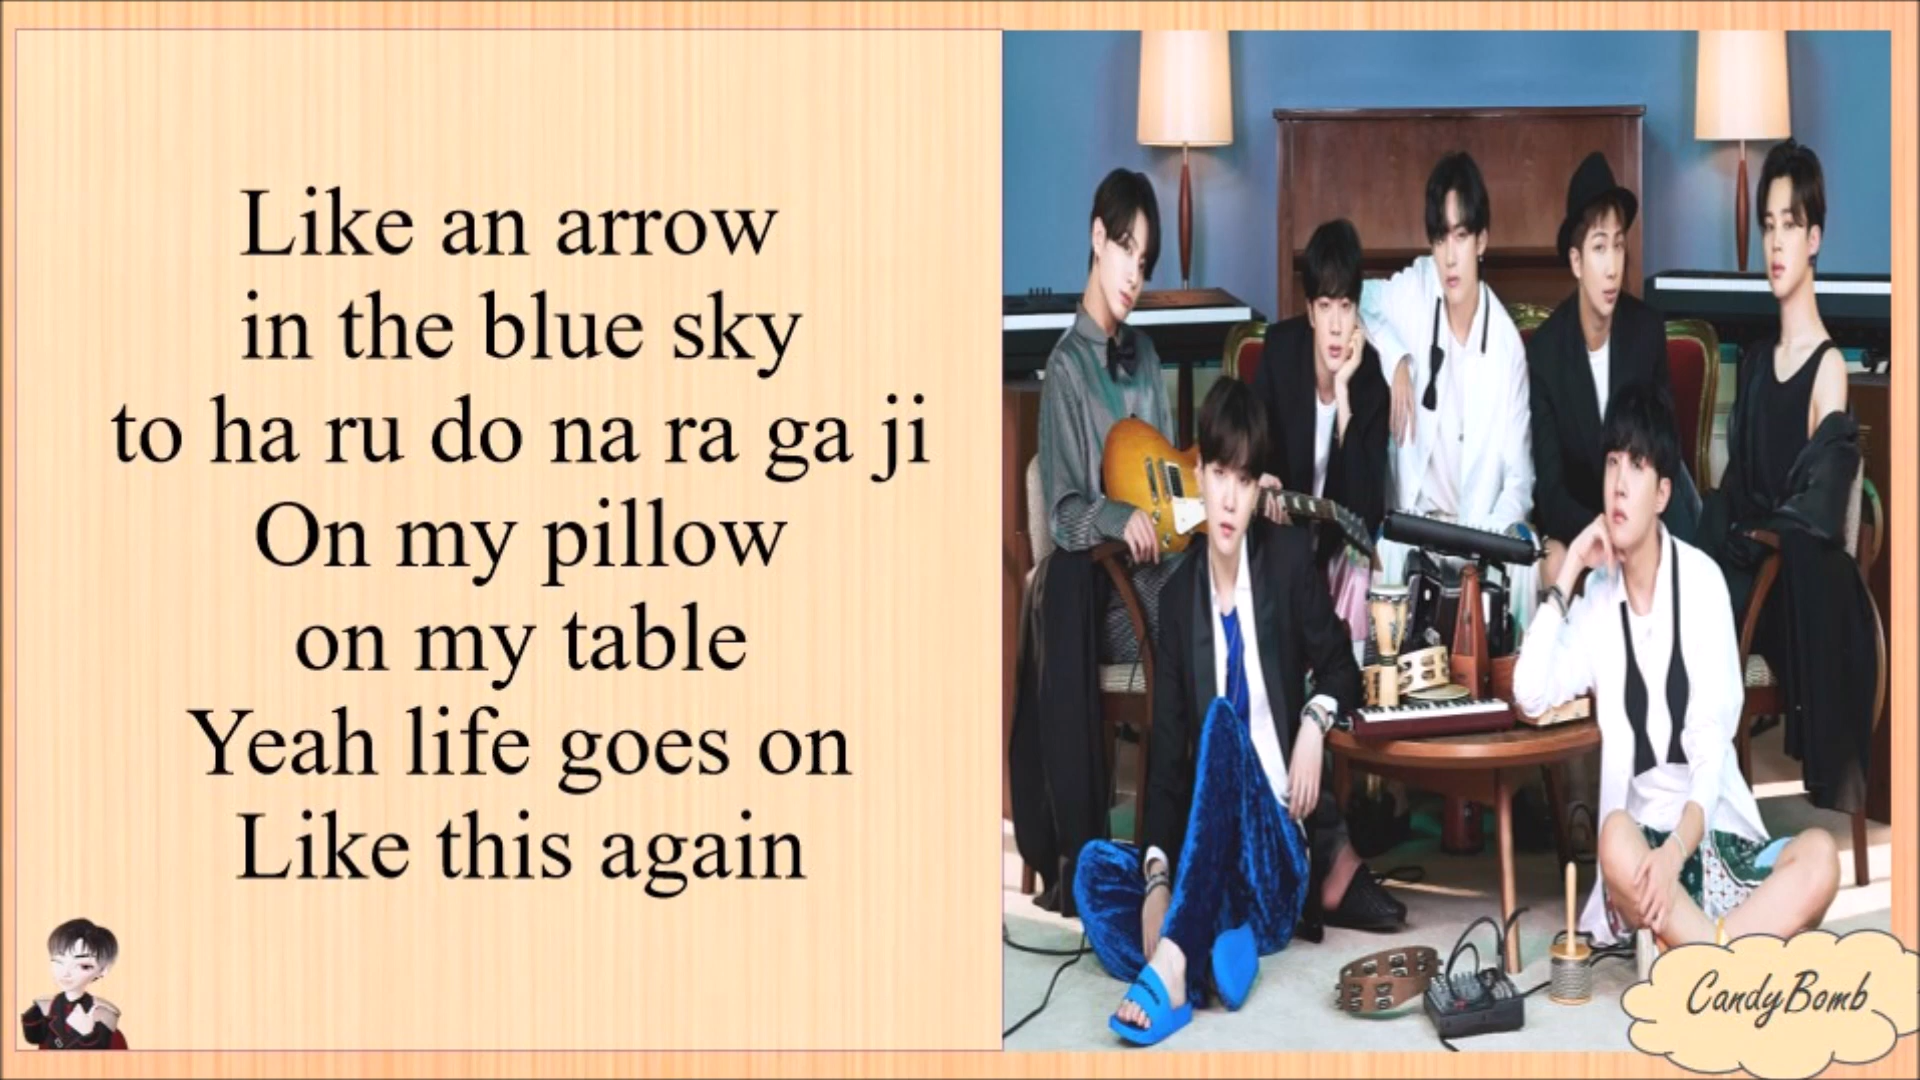 Like an arrow
in the blue sky
to ha ru do na ra ga ji
On my pillow
on my table
Yeah life goes on
Like this again
CandyBomb